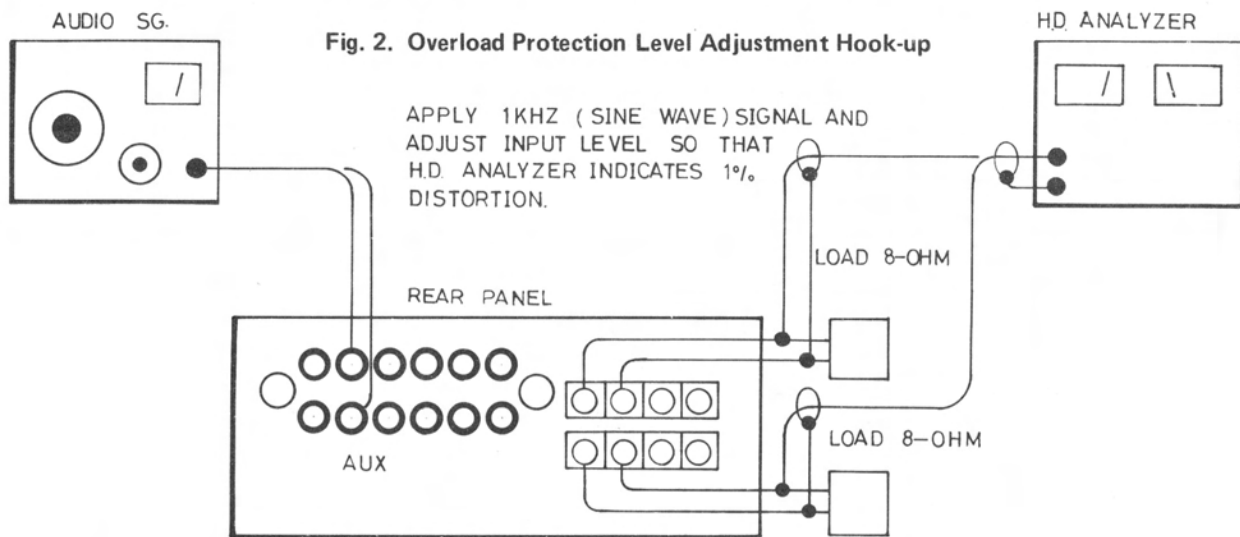 AUDIO SG.
H.D. ANALYZER
Fig. 2. Overload Protection Level Adjustment Hook-up
APPLY 1KHZ (SINE WAVE) SIGNAL AND
ADJUST INPUT LEVEL SO THAT
H.D. ANALYZER INDICATES 1%
DISTORTION.
LOAD 8-OHM
REAR PANEL
LOAD 8-OHM
AUX